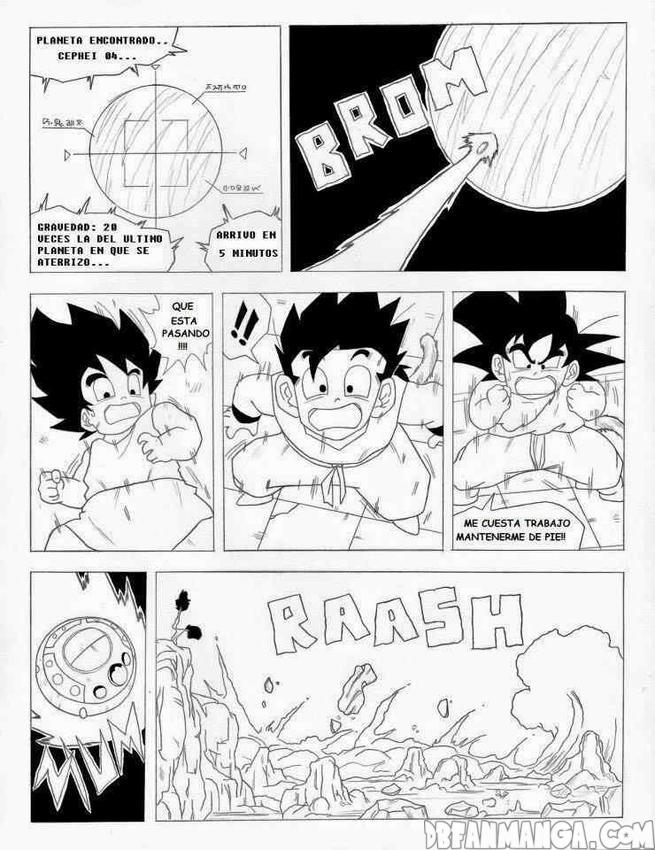 PLANETA ENCONTRADO..
CEPHEI 04...
GRAVEDAD: 20
VECES LA DEL ULTIMO
PLANETA EN QUE SE
ATERRIZO...
ARRIVO EN
5 MINUTOS
BROM
QUE
ESTA
PASANDO
!!!!
!!
ME CUESTA TRABAJO
MANTENERME DE PIE!!
MUM
RAASH
DBFANMANGA.COM